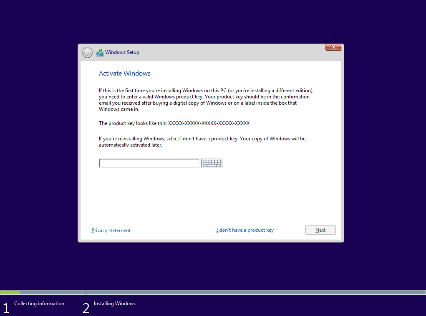 Windows Setup
Activate Windows
If this is the first time you're installing Windows on this PC (or you're installing a different edition),
you need to enter a valid Windows product key. Your product key should be in the confirmation
email you received after buying a digital copy of Windows or on a label inside the box that
Windows came in.
The product key looks like this: XXXXX-XXXXX-XXXXX-XXXXX-XXXXX
If you're reinstalling Windows, select I don't have a product key. Your copy of Windows will be
automatically activated later.
Privacy statement
I don't have a product key
Next
1 Collecting information
2 Installing Windows